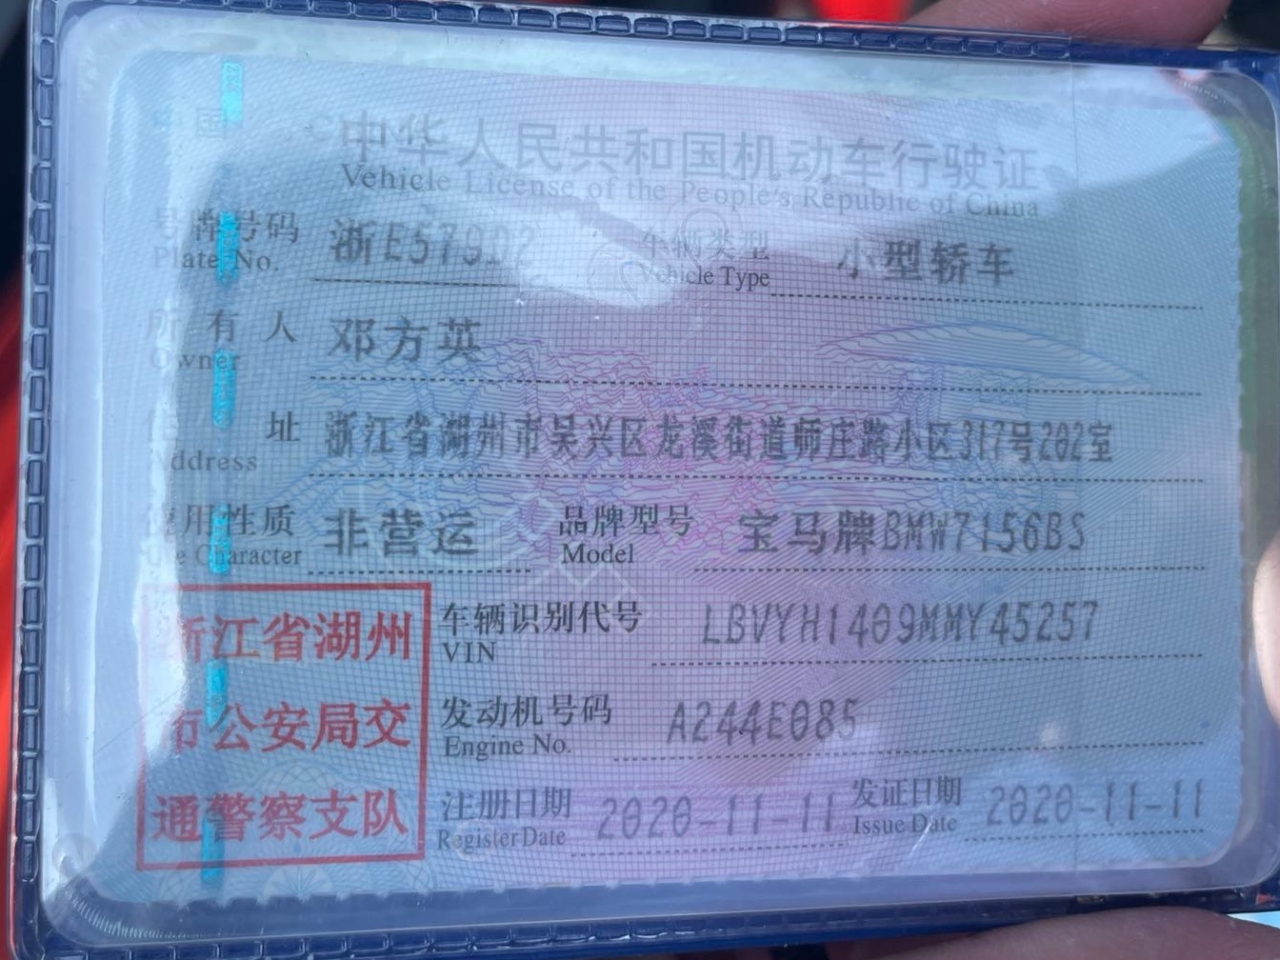 中华人民共和国机动车行驶证
Vehicle License of the People's Republic of China
号牌号码 浙E579D2 车辆类型 小型轿车
Plate No. Vehicle Type
所有人 邓方英
Owner
住址 浙江省湖州市吴兴区龙溪街道师庄路小区317号202室
Address
使用性质 非营运 品牌型号 宝马牌BMW7156BS
Use Character Model
浙江省湖州
市公安局交
通警察支队
车辆识别代号 LBVYH1409MMY45257
VIN
发动机号码 A244E085
Engine No.
注册日期 2020-11-11 发证日期 2020-11-11
Register Date Issue Date